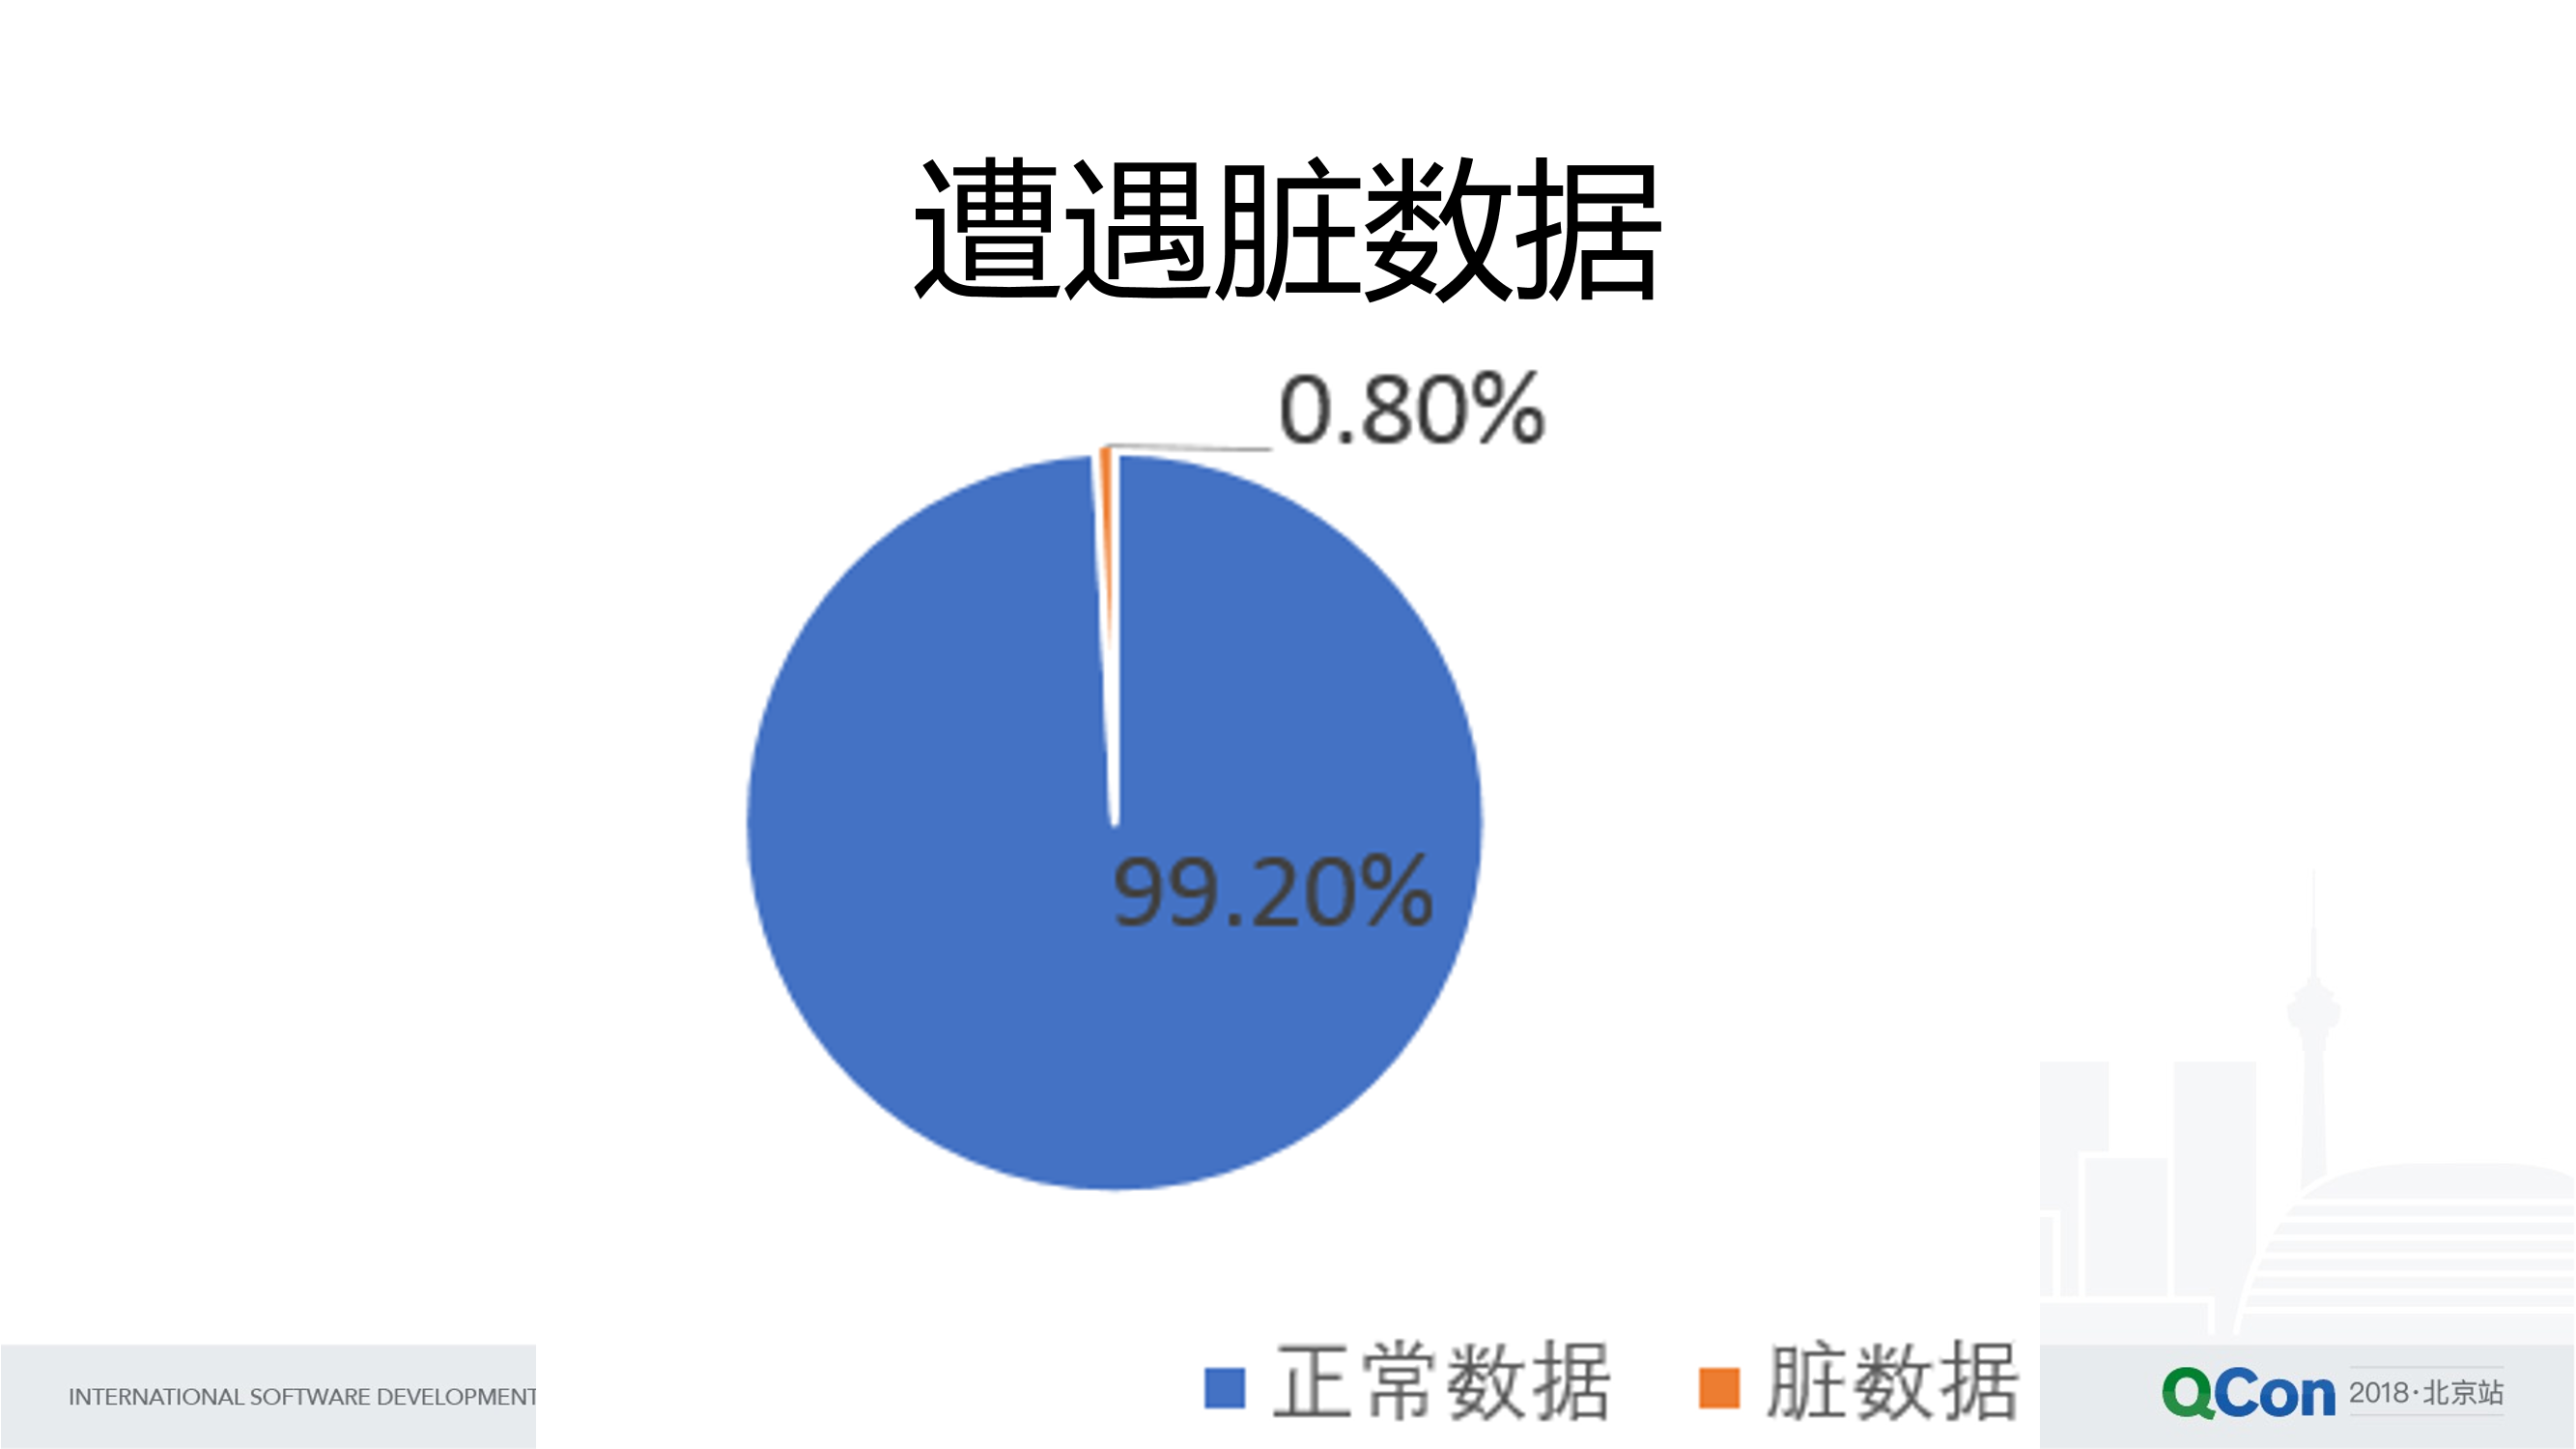 遭遇脏数据
0.80%
99.20%
正常数据 脏数据
INTERNATIONAL SOFTWARE DEVELOPMENT
QCon 2018·北京站